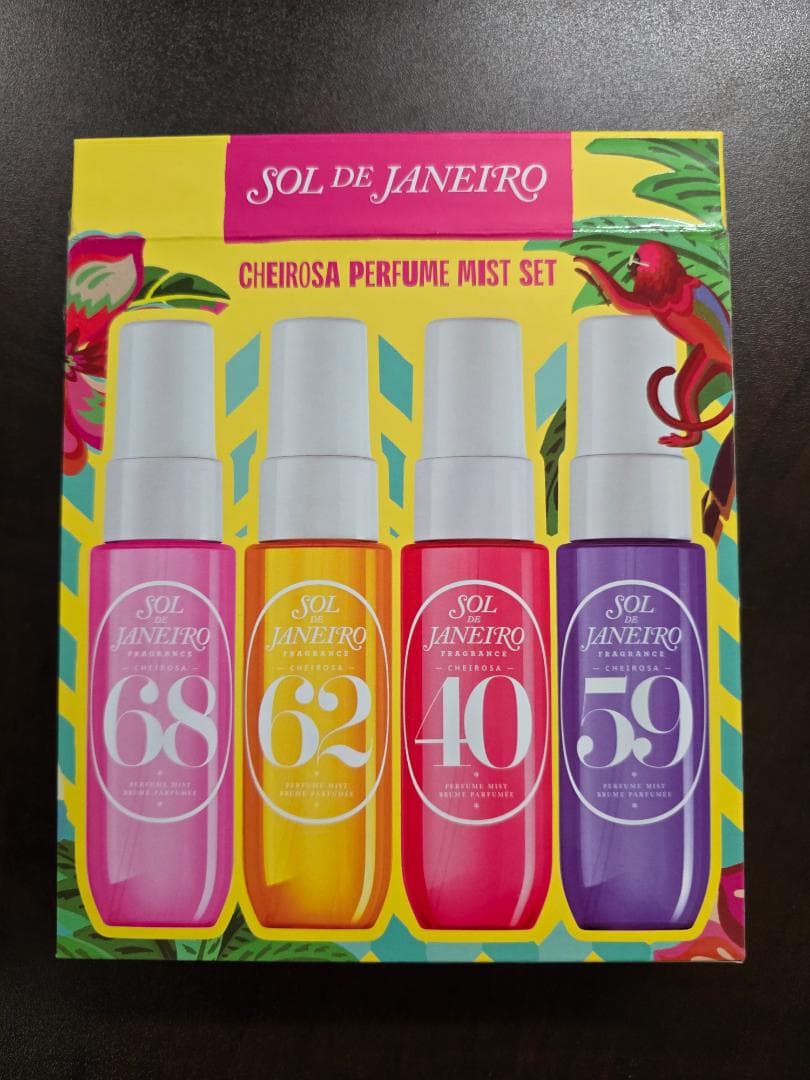 SOL DE JANEIRO
CHEIROSA PERFUME MIST SET
SOL
DE
JANEIRO
FRAGRANCE
CHEIROSA
68
PERFUME MIST
BRUME PARFUMÉE
SOL
DE
JANEIRO
FRAGRANCE
CHEIROSA
62
PERFUME MIST
BRUME PARFUMÉE
SOL
DE
JANEIRO
FRAGRANCE
CHEIROSA
40
PERFUME MIST
BRUME PARFUMÉE
SOL
DE
JANEIRO
FRAGRANCE
CHEIROSA
59
PERFUME MIST
BRUME PARFUMÉE